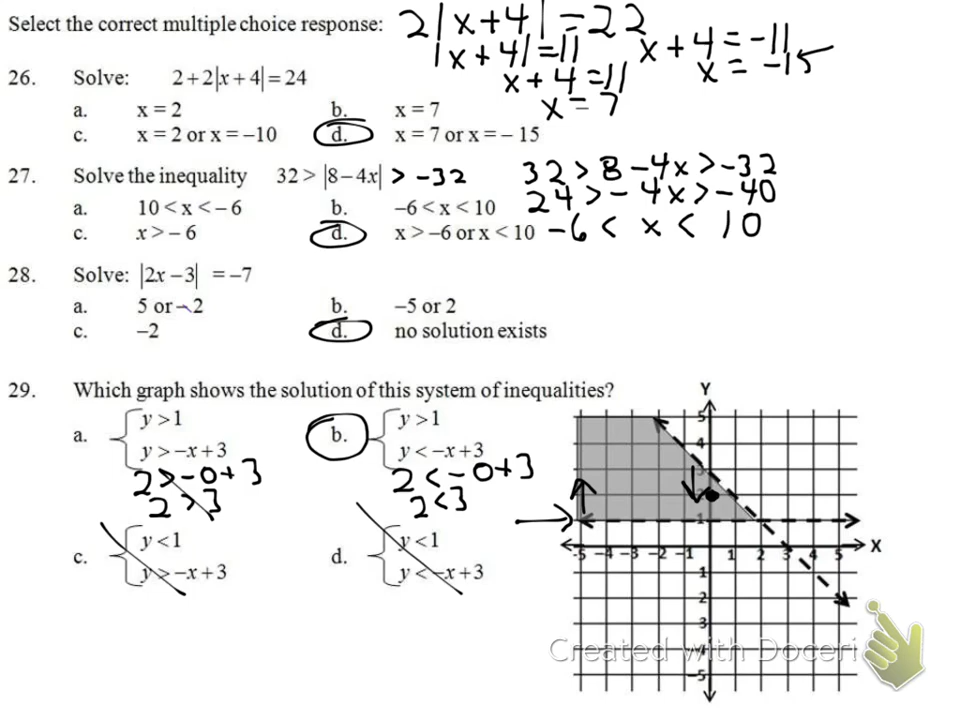 Select the correct multiple choice response:
2|x+4|=22
|x+4|=11
x+4=11
x=7
x+4=-11
x=-15
26. Solve: 2+2|x+4|=24
a. x=2
b. x=7
c. x=2 or x=–10
d. x=7 or x=–15
27. Solve the inequality 32>|8–4x| >-32
32>8-4x>-32
24>-4x>-40
-6<x<10
a. 10<x<–6
b. –6<x<10
c. x>–6
d. x>–6 or x<10
28. Solve: |2x–3| =–7
a. 5 or –2
b. –5 or 2
c. –2
d. no solution exists
29. Which graph shows the solution of this system of inequalities?
a. y>1
y>–x+3
2>-0+3
2>3
b. y>1
y<–x+3
2<-0+3
2<3
c. y<1
y>–x+3
d. y<1
y<–x+3
Y
5
4
3
2
1
-5 -4 -3 -2 -1 1 2 3 4 5 X
1
2
3
-4
-5
Created with Doceri